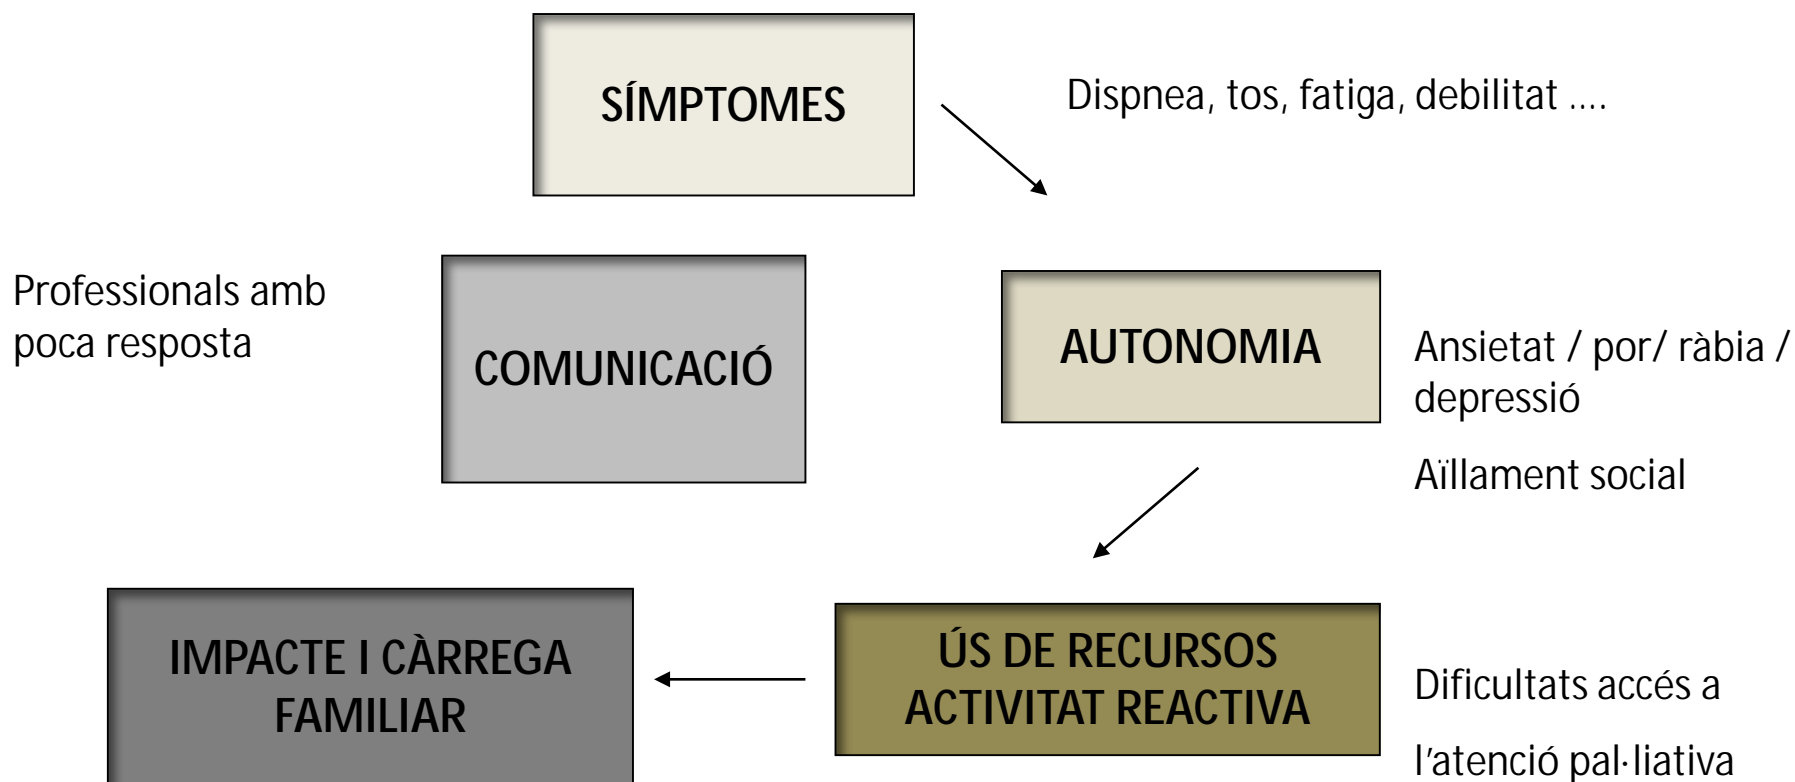 SÍMPTOMES
Dispnea, tos, fatiga, debilitat ....
Professionals amb
poca resposta
COMUNICACIÓ
AUTONOMIA
Ansietat / por/ ràbia /
depressió
Aïllament social
IMPACTE I CÀRREGA
FAMILIAR
ÚS DE RECURSOS
ACTIVITAT REACTIVA
Dificultats accés a
l'atenció pal·liativa